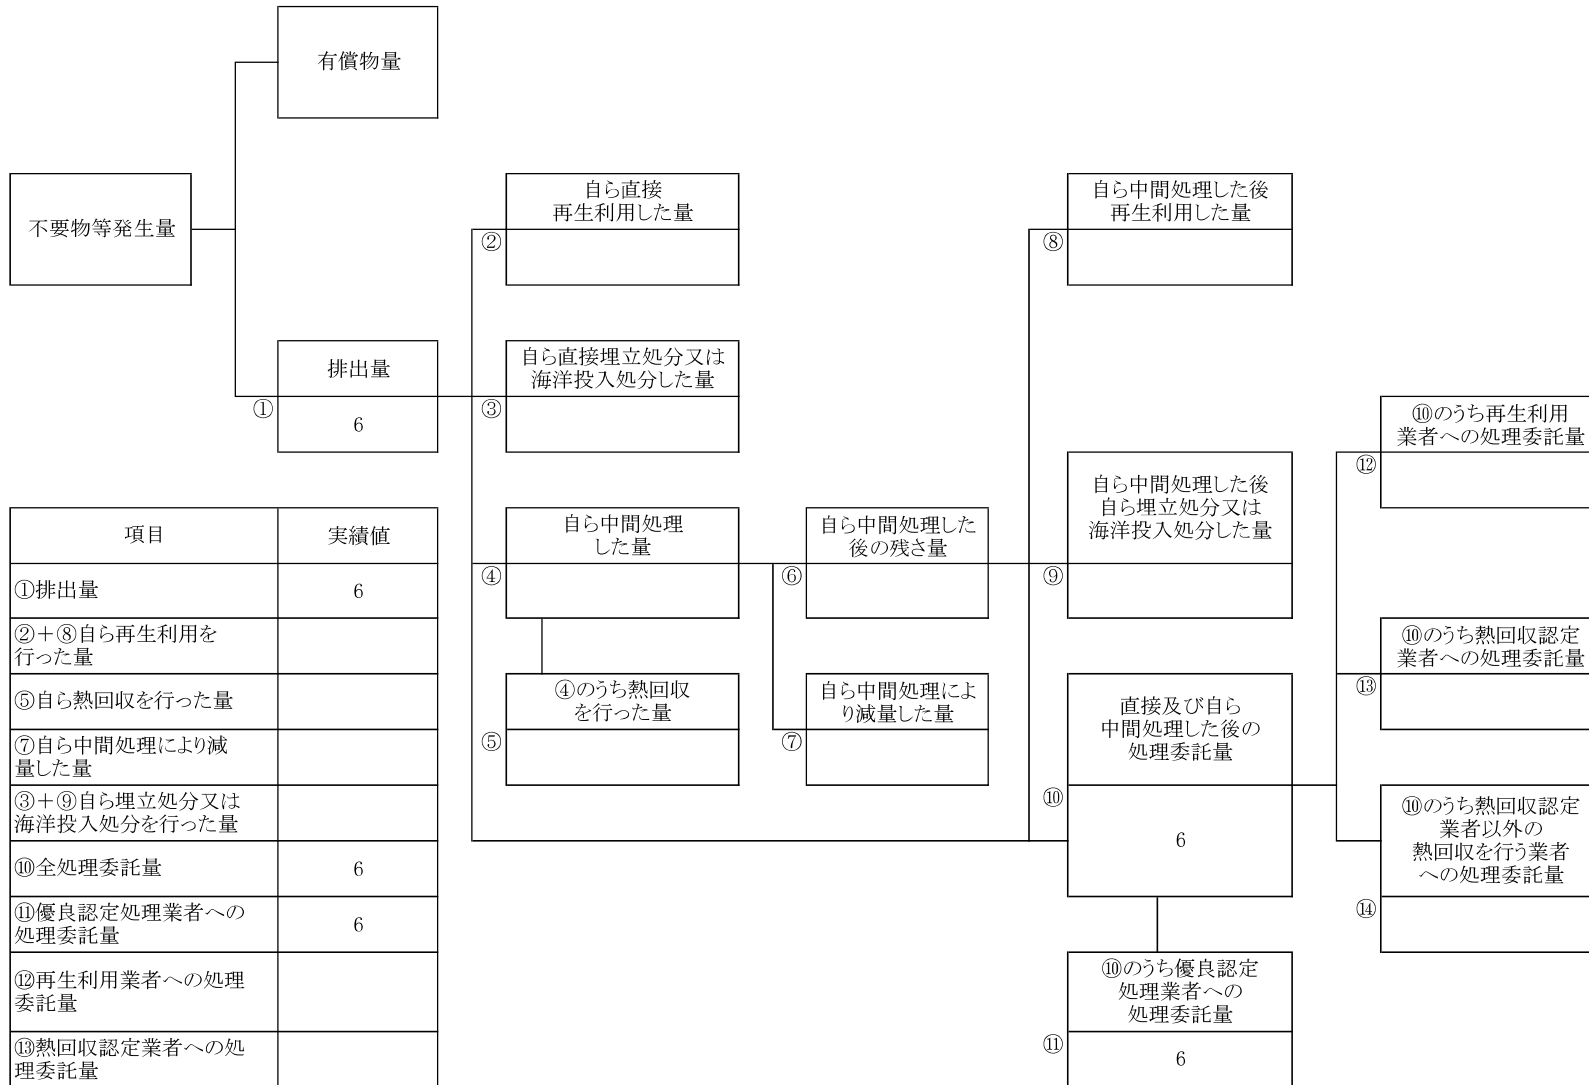 有償物量
不要物等発生量
排出量
①
6
自ら直接
再生利用した量
②
自ら直接埋立処分又は
海洋投入処分した量
③
自ら中間処理
した量
④
④のうち熱回収
を行った量
⑤
自ら中間処理した
後の残さ量
⑥
自ら中間処理によ
り減量した量
⑦
自ら中間処理した後
再生利用した量
⑧
自ら中間処理した後
自ら埋立処分又は
海洋投入処分した量
⑨
直接及び自ら
中間処理した後の
処理委託量
⑩
6
⑩のうち優良認定
処理業者への
処理委託量
⑪
6
⑩のうち再生利用
業者への処理委託量
⑫
⑩のうち熱回収認定
業者への処理委託量
⑬
⑩のうち熱回収認定
業者以外の
熱回収を行う業者
への処理委託量
⑭
項目 実績値
①排出量 6
②＋⑧自ら再生利用を
行った量
⑤自ら熱回収を行った量
⑦自ら中間処理により減
量した量
③＋⑨自ら埋立処分又は
海洋投入処分を行った量
⑩全処理委託量 6
⑪優良認定処理業者への
処理委託量 6
⑫再生利用業者への処理
委託量
⑬熱回収認定業者への処
理委託量